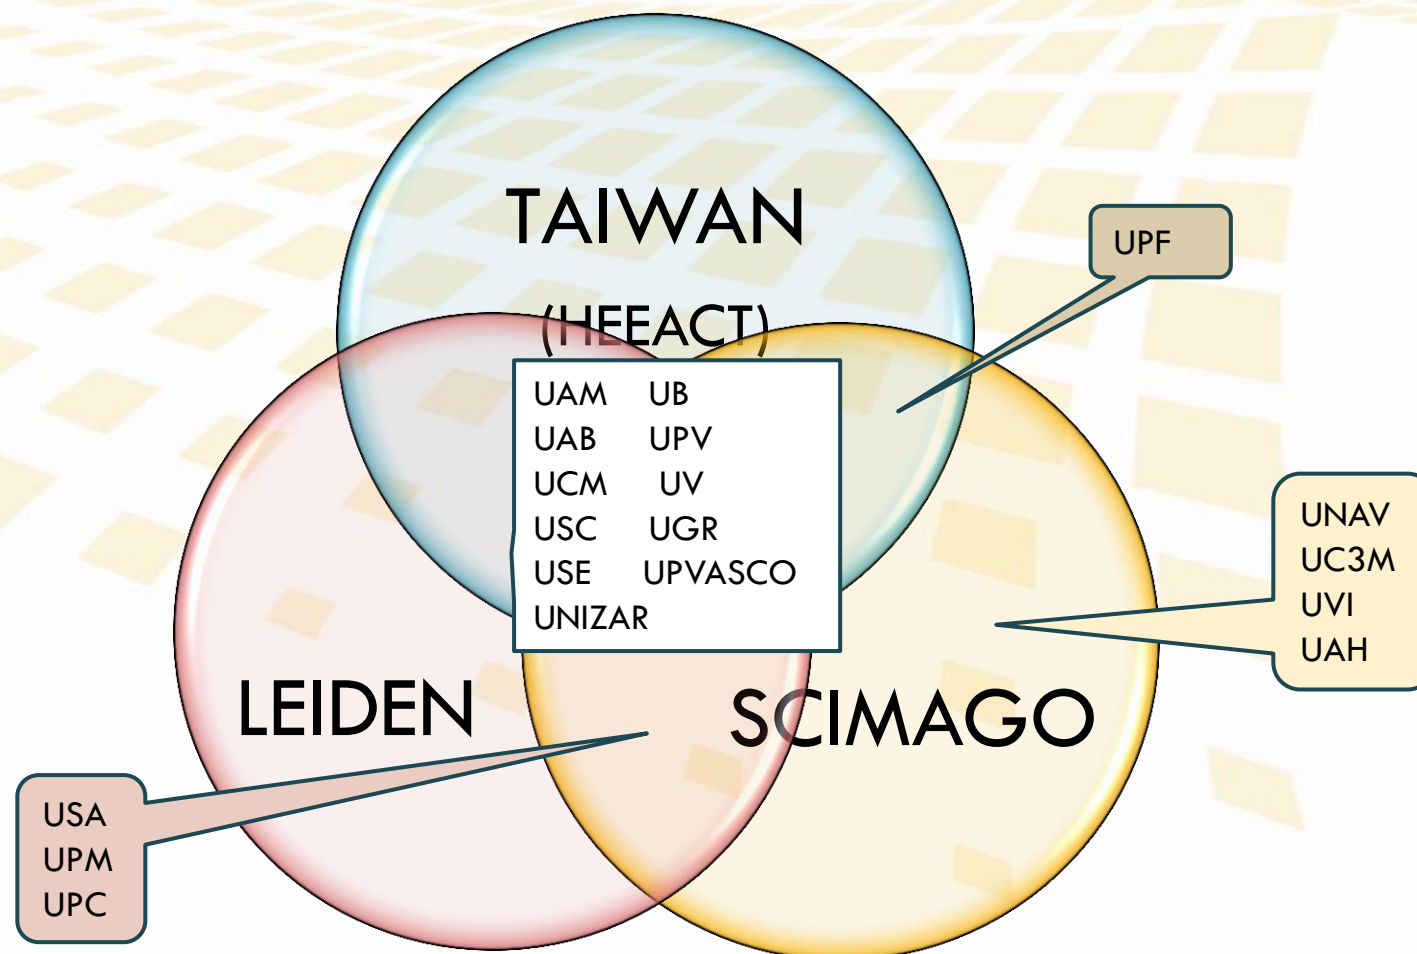 TAIWAN
(HEEACT)
UPF
UAM UB
UAB UPV
UCM UV
USC UGR
USE UPVASCO
UNIZAR
UNAV
UC3M
UVI
UAH
LEIDEN
SCIMAGO
USA
UPM
UPC